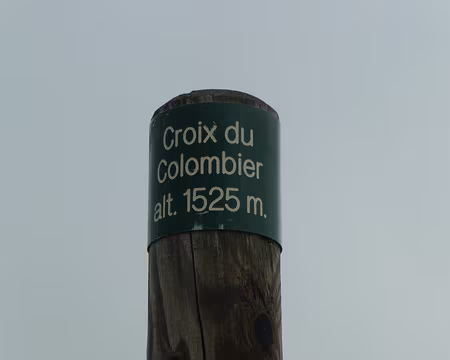 Croix du
Colombier
alt. 1525 m.